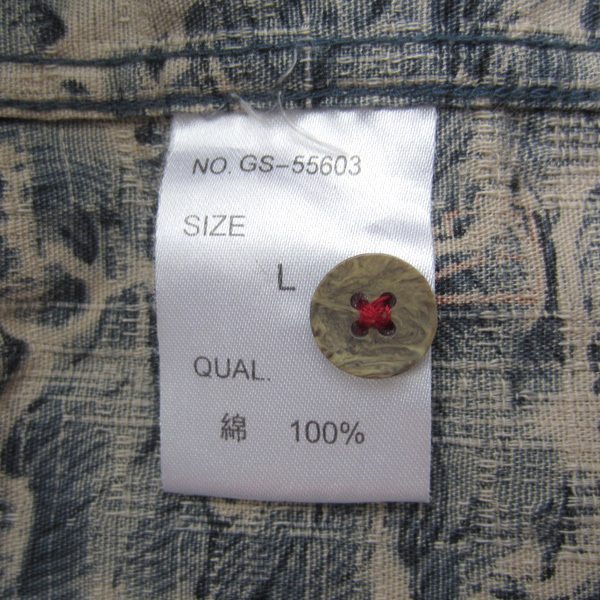 NO. GS-55603
SIZE
L
QUAL.
綿 100%